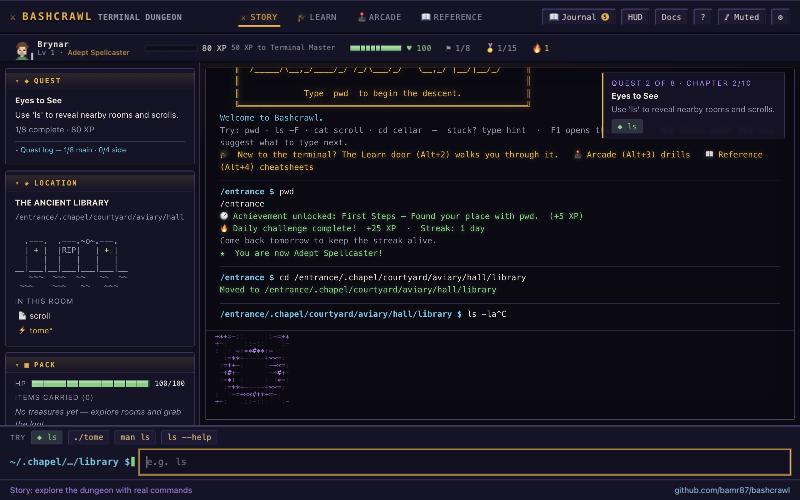 BASHCRAWL TERMINAL DUNGEON
STORY
LEARN
ARCADE
REFERENCE
Journal 5
HUD
Docs
?
Muted
Brynar
Lv 1 · Adept Spellcaster
80 XP 50 XP to Terminal Master
♥ 100
1/8
1/15
1
QUEST
Eyes to See
Use 'ls' to reveal nearby rooms and scrolls.
1/8 complete · 80 XP
Quest log — 1/8 main · 0/4 side
LOCATION
THE ANCIENT LIBRARY
/entrance/.chapel/courtyard/aviary/hall
RIP
IN THIS ROOM
scroll
tome*
PACK
HP 100/100
ITEMS CARRIED (0)
No treasures yet — explore rooms and grab
the loot
Type pwd to begin the descent.
Welcome to Bashcrawl.
Try: pwd · ls -F · cat scroll · cd cellar — stuck? type hint · F1 opens t
suggest what to type next.
New to the terminal? The Learn door (Alt+2) walks you through it. Arcade (Alt+3) drills Reference
(Alt+4) cheatsheets
/entrance $ pwd
/entrance
Achievement unlocked: First Steps — Found your place with pwd. (+5 XP)
Daily challenge complete! +25 XP · Streak: 1 day
Come back tomorrow to keep the streak alive.
★ You are now Adept Spellcaster!
/entrance $ cd /entrance/.chapel/courtyard/aviary/hall/library
Moved to /entrance/.chapel/courtyard/aviary/hall/library
/entrance/.chapel/courtyard/aviary/hall/library $ ls -la^C
QUEST 2 OF 8 · CHAPTER 2/10
Eyes to See
Use 'ls' to reveal nearby rooms and scrolls.
◆ ls
TRY ◆ ls ./tome man ls ls --help
~/.chapel/…/library $ e.g. ls
Story: explore the dungeon with real commands
github.com/bamr87/bashcrawl